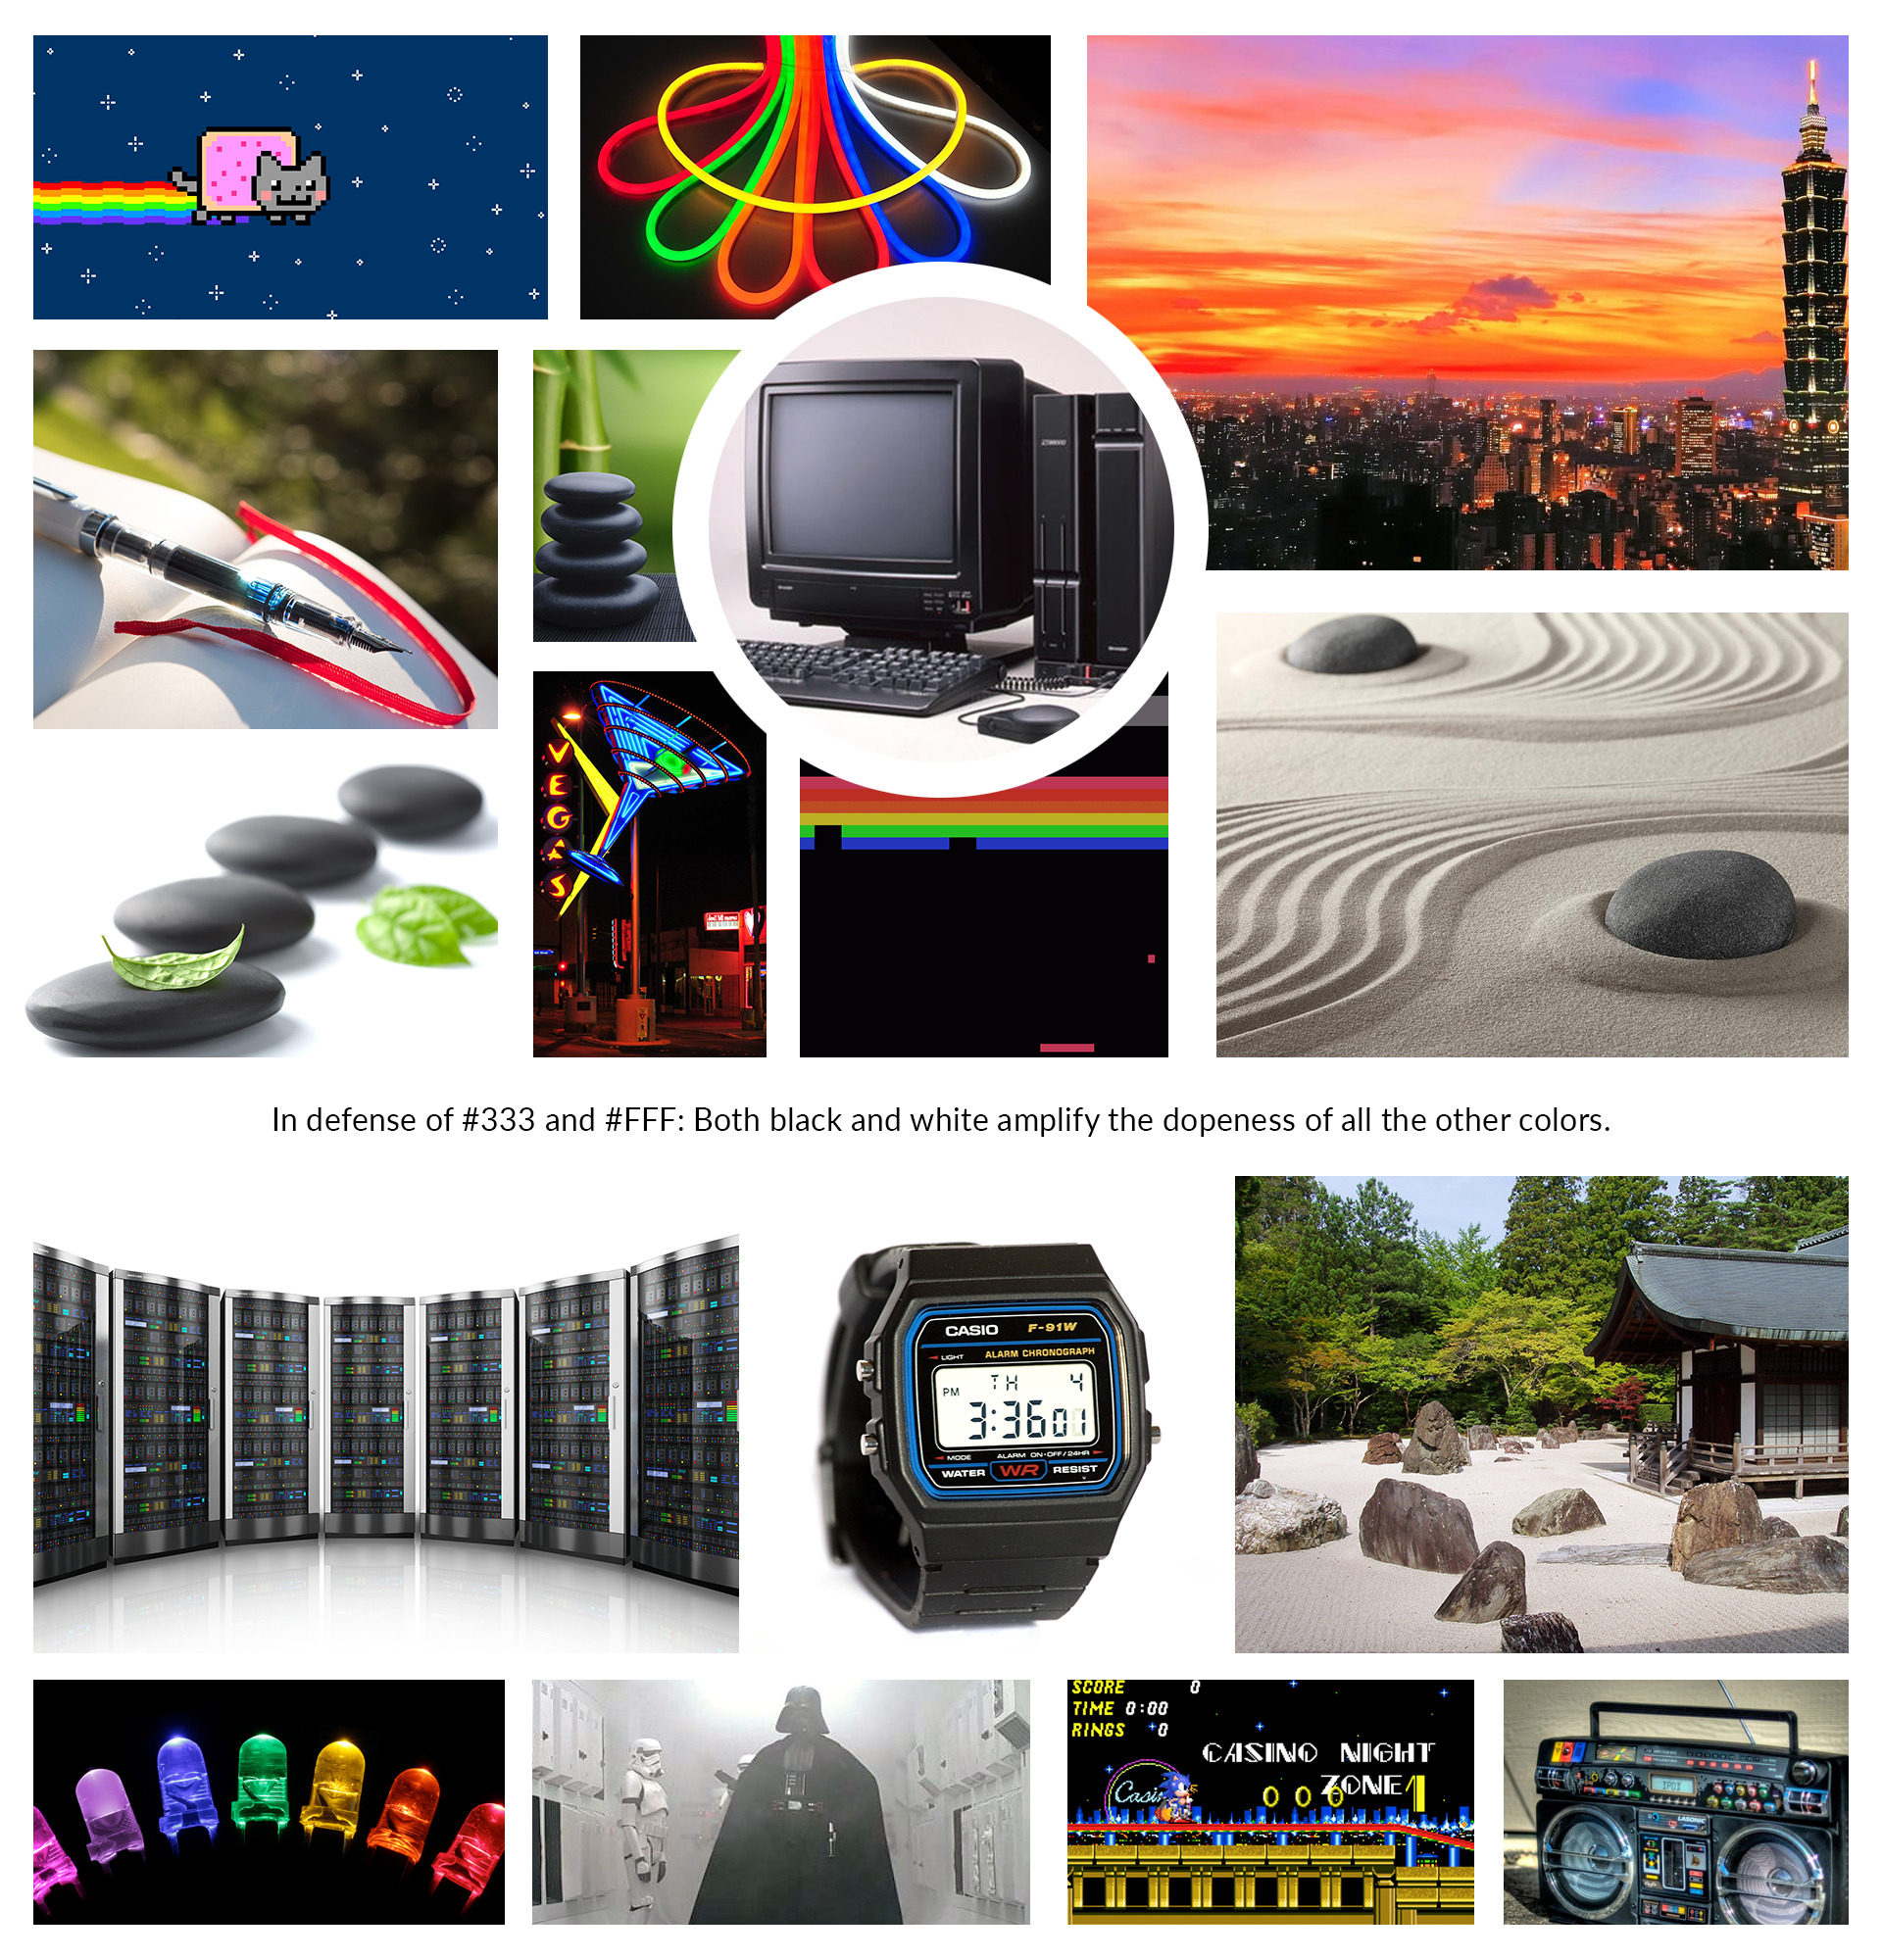 VEGAS
In defense of #333 and #FFF: Both black and white amplify the dopeness of all the other colors.
CASIO F-91W
LIGHT ALARM CHRONOGRAPH
PM TH 4
3:36 01
MODE ALARM ON·OFF/24HR
WATER WR RESIST
SCORE 0
TIME 0:00
RINGS 0
CASINO NIGHT
ZONE 1
Casin
LASONIC